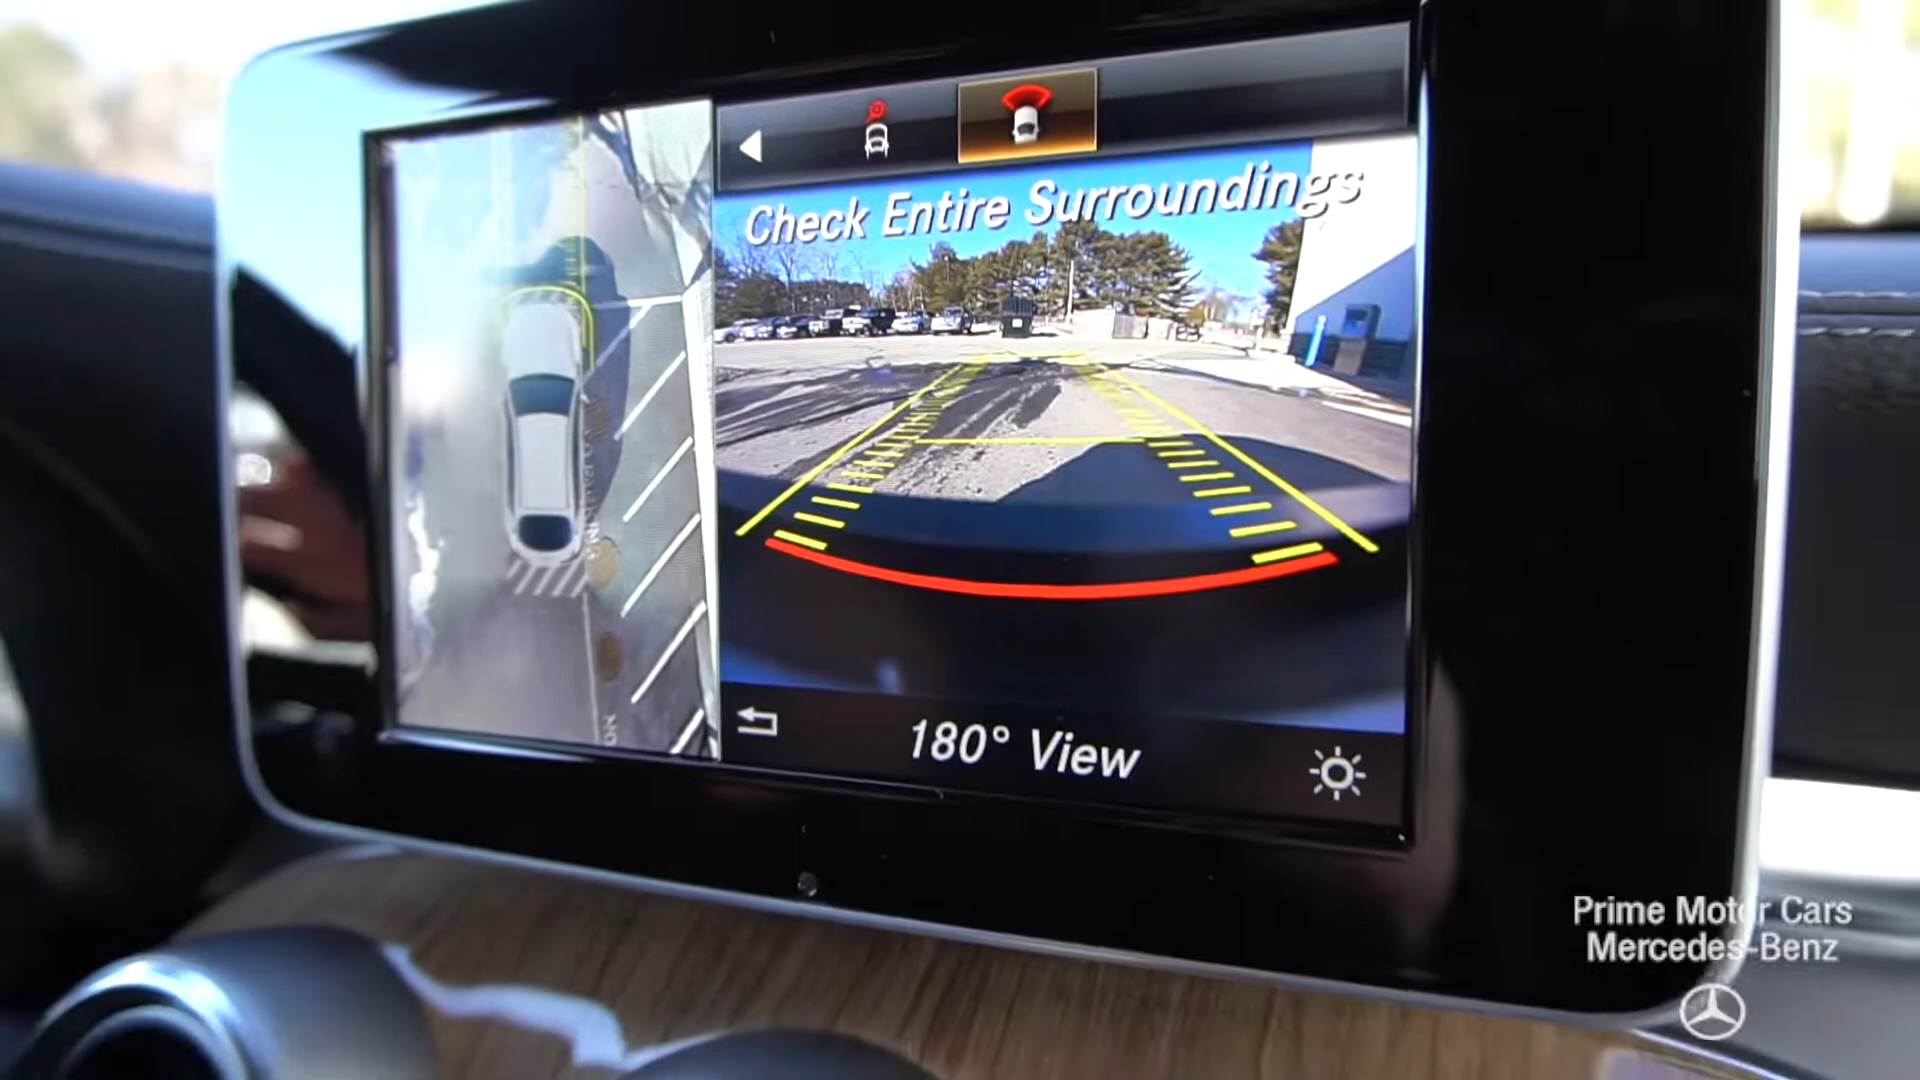 Check Entire Surroundings
180° View
Prime Motor Cars
Mercedes-Benz